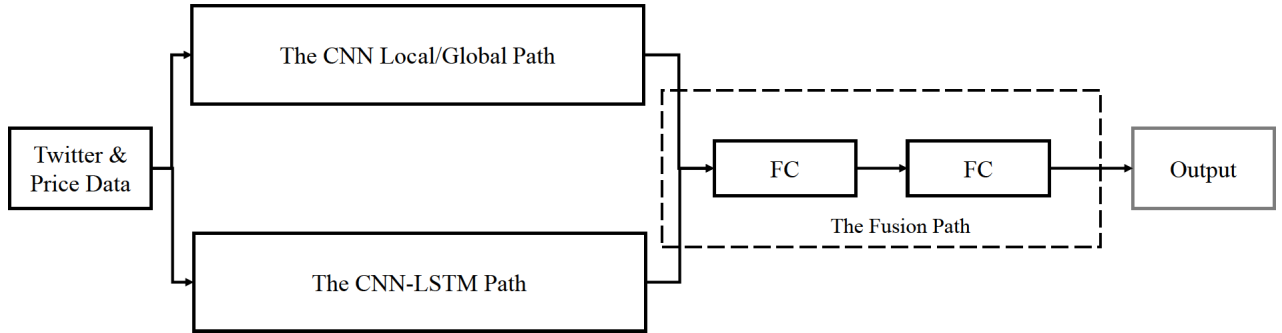 The CNN Local/Global Path
Twitter &
Price Data
FC
FC
Output
The Fusion Path
The CNN-LSTM Path